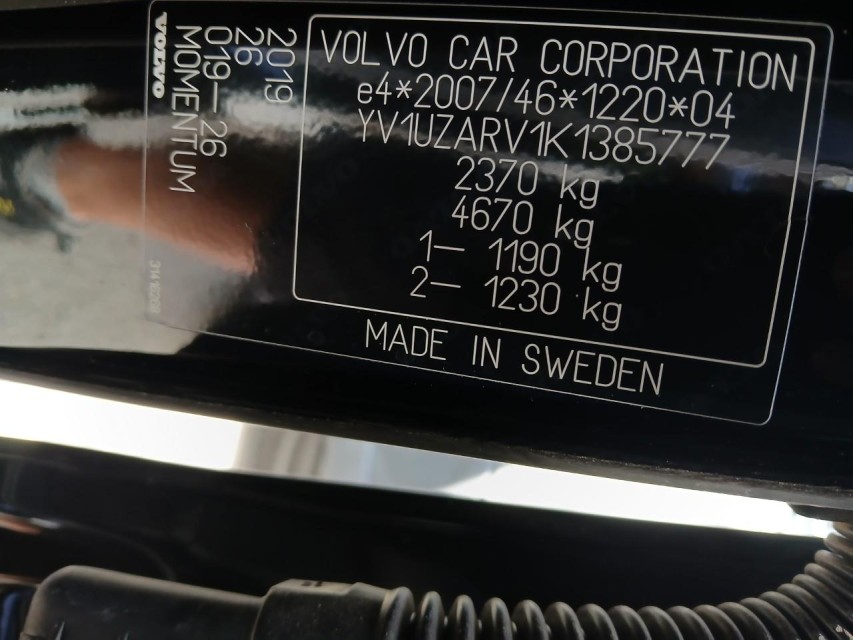 VOLVO CAR CORPORATION
e4*2007/46*1220*04
YV1UZARV1K1385777
2370 kg
4670 kg
1— 1190 kg
2— 1230 kg
MADE IN SWEDEN
2019
26
019—26
MOMENTUM
VOLVO